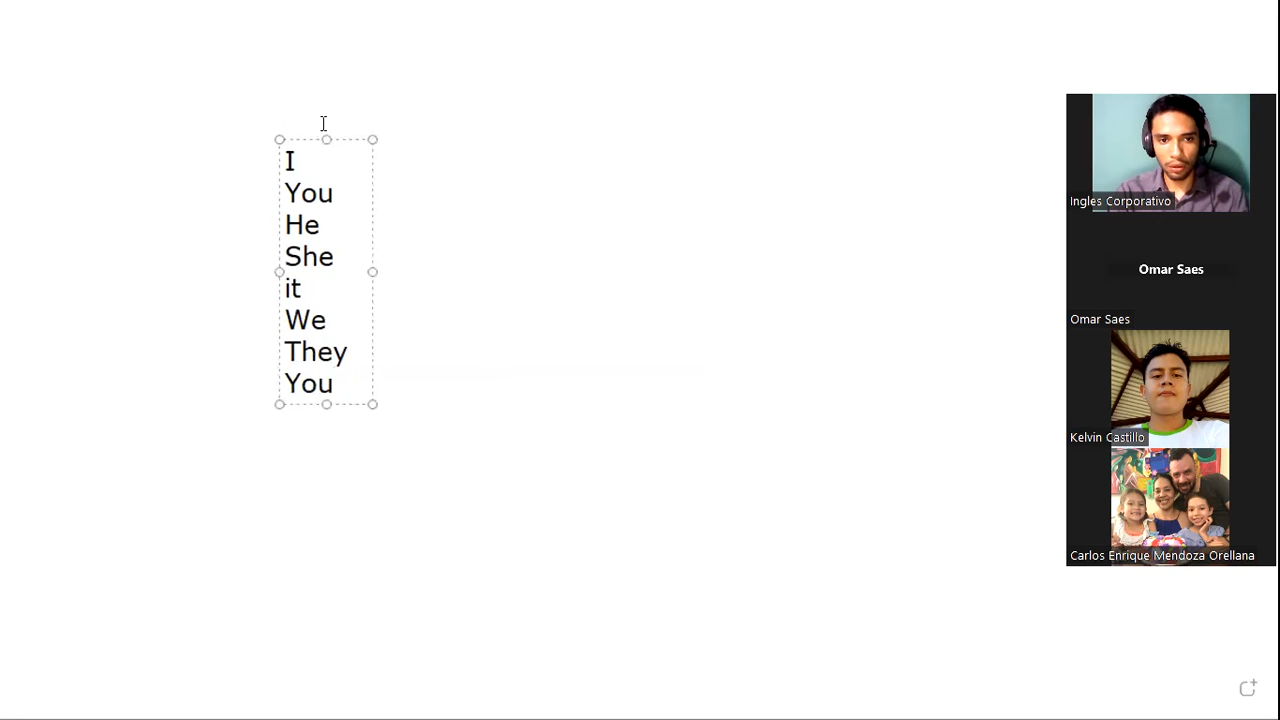 I
You
He
She
it
We
They
You
Ingles Corporativo
Omar Saes
Omar Saes
Kelvin Castillo
Carlos Enrique Mendoza Orellana